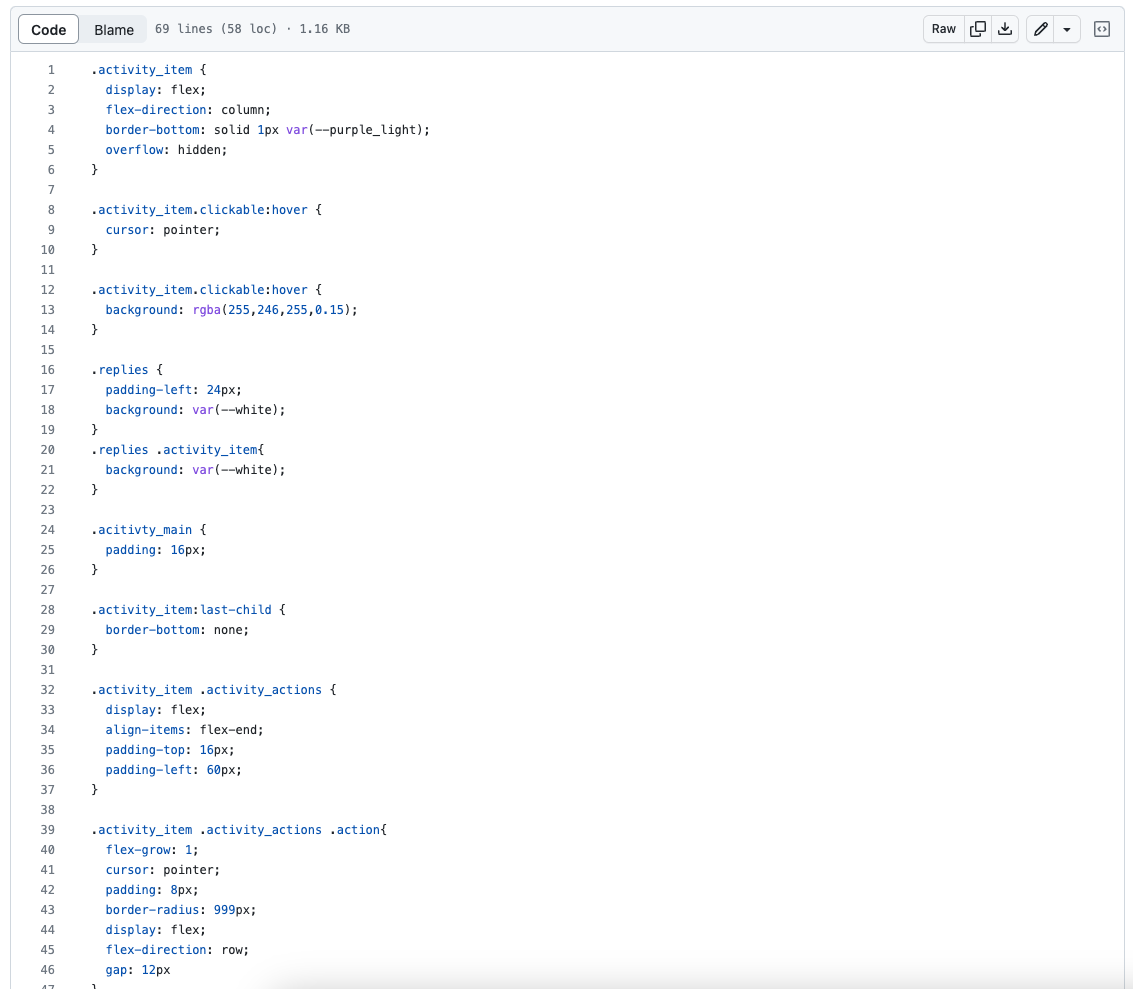 Code Blame 69 lines (58 loc) · 1.16 KB Raw
1 .activity_item {
2 display: flex;
3 flex-direction: column;
4 border-bottom: solid 1px var(--purple_light);
5 overflow: hidden;
6 }
7
8 .activity_item.clickable:hover {
9 cursor: pointer;
10 }
11
12 .activity_item.clickable:hover {
13 background: rgba(255,246,255,0.15);
14 }
15
16 .replies {
17 padding-left: 24px;
18 background: var(--white);
19 }
20 .replies .activity_item{
21 background: var(--white);
22 }
23
24 .acitivty_main {
25 padding: 16px;
26 }
27
28 .activity_item:last-child {
29 border-bottom: none;
30 }
31
32 .activity_item .activity_actions {
33 display: flex;
34 align-items: flex-end;
35 padding-top: 16px;
36 padding-left: 60px;
37 }
38
39 .activity_item .activity_actions .action{
40 flex-grow: 1;
41 cursor: pointer;
42 padding: 8px;
43 border-radius: 999px;
44 display: flex;
45 flex-direction: row;
46 gap: 12px
47 }